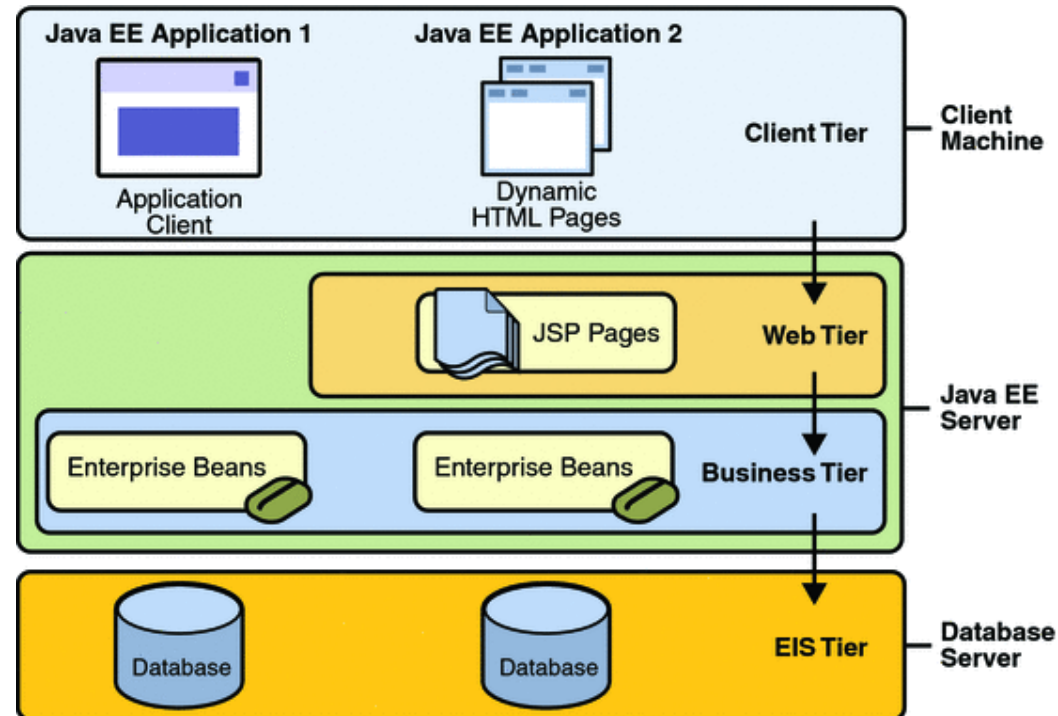 Java EE Application 1
Java EE Application 2
Application
Client
Dynamic
HTML Pages
Client Tier
Client
Machine
JSP Pages
Web Tier
Java EE
Server
Enterprise Beans
Enterprise Beans
Business Tier
Database
Database
EIS Tier
Database
Server